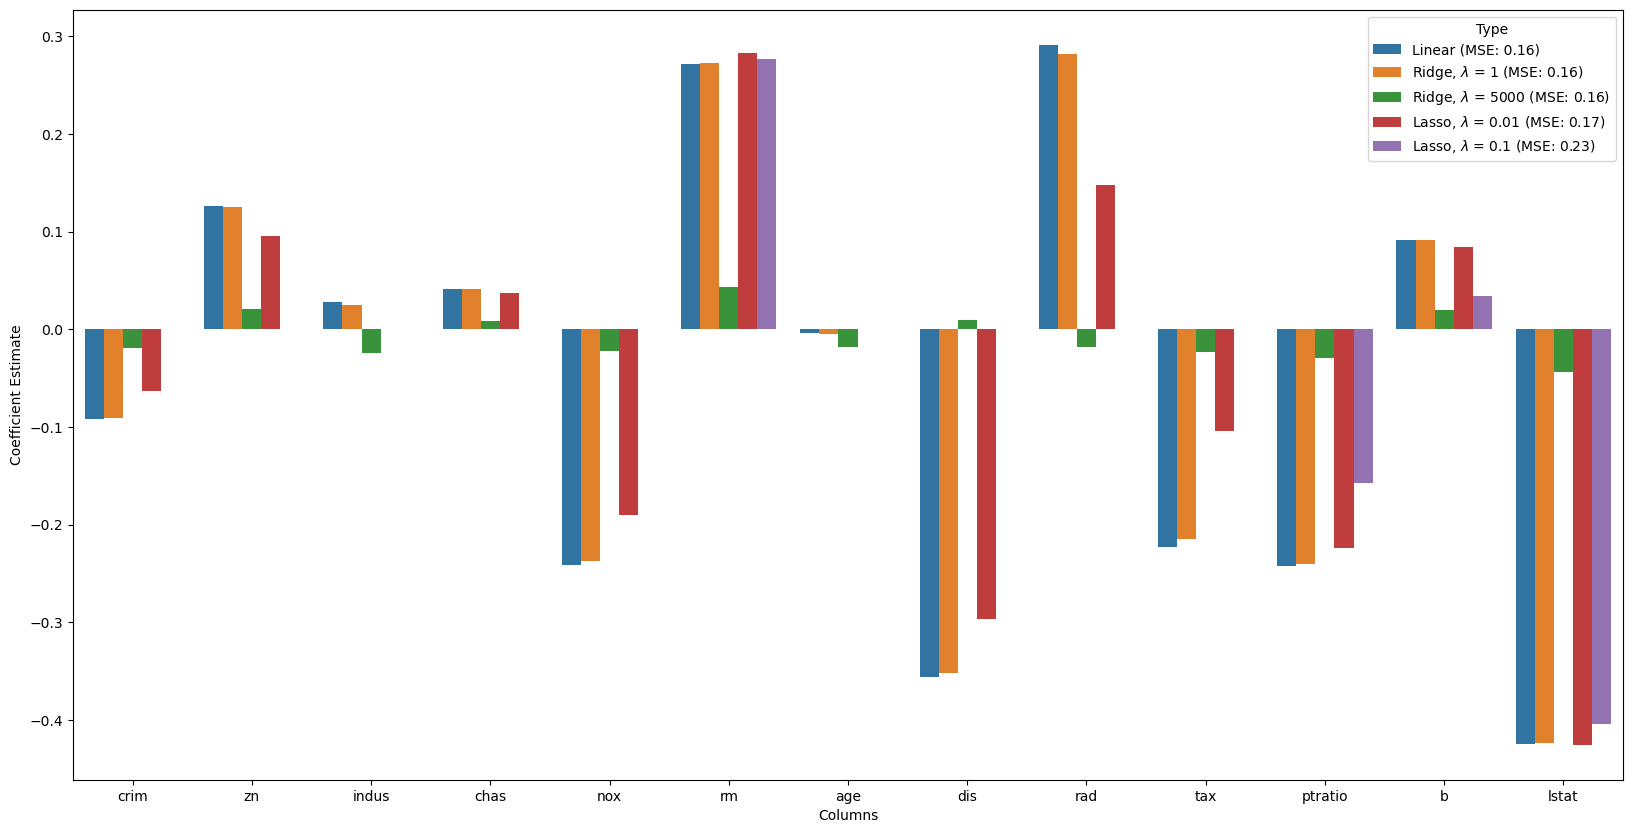 Type
Linear (MSE: 0.16)
Ridge, λ = 1 (MSE: 0.16)
Ridge, λ = 5000 (MSE: 0.16)
Lasso, λ = 0.01 (MSE: 0.17)
Lasso, λ = 0.1 (MSE: 0.23)
Coefficient Estimate
0.3
0.2
0.1
0.0
−0.1
−0.2
−0.3
−0.4
crim zn indus chas nox rm age dis rad tax ptratio b lstat
Columns